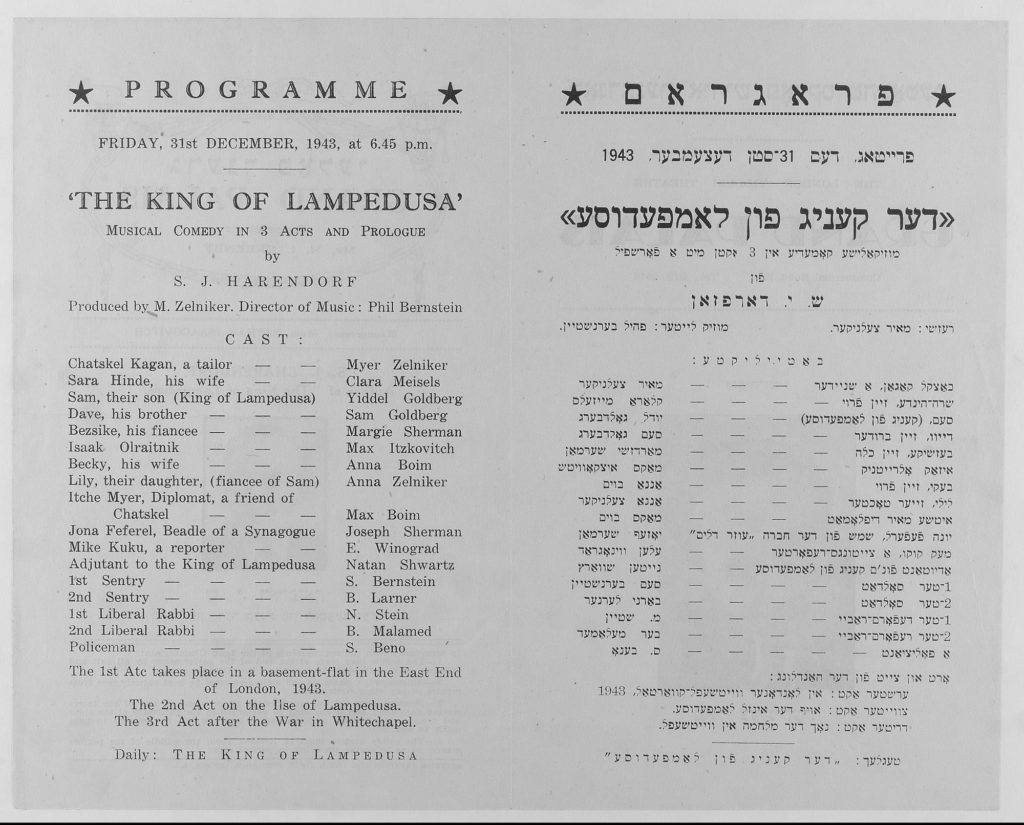 ★ PROGRAMME ★
FRIDAY, 31st DECEMBER, 1943, at 6.45 p.m.
‘THE KING OF LAMPEDUSA’
MUSICAL COMEDY IN 3 ACTS AND PROLOGUE
by
S. J. HARENDORF
Produced by M. Zelniker. Director of Music: Phil Bernstein
CAST:
Chatskel Kagan, a tailor — — Myer Zelniker
Sara Hinde, his wife — — Clara Meisels
Sam, their son (King of Lampedusa) Yiddel Goldberg
Dave, his brother — — — Sam Goldberg
Bezsike, his fiancee — — — Margie Sherman
Isaak Olraitnik — — — Max Itzkovitch
Becky, his wife — — — Anna Boim
Lily, their daughter, (fiancee of Sam) Anna Zelniker
Itche Myer, Diplomat, a friend of
Chatskel — — — Max Boim
Jona Feferel, Beadle of a Synagogue Joseph Sherman
Mike Kuku, a reporter — — E. Winograd
Adjutant to the King of Lampedusa Natan Shwartz
1st Sentry — — — — S. Bernstein
2nd Sentry — — — — B. Larner
1st Liberal Rabbi — — — N. Stein
2nd Liberal Rabbi — — — B. Malamed
Policeman — — — — S. Beno
The 1st Atc takes place in a basement-flat in the East End
of London, 1943.
The 2nd Act on the Ilse of Lampedusa.
The 3rd Act after the War in Whitechapel.
Daily: THE KING OF LAMPEDUSA
★ פראגראם ★
פרייטאג, דעם 31־סטן דעצעמבער, 1943
«דער קעניג פון לאמפעדוסע»
מוזיקאלישע קאמעדיע אין 3 אקטן מיט א פארשפיל
פֿון
ש. י. דארפזאן
רעזשי: מאיר צעלניקער. מוזיק לייטער: פהיל בערנשטיין.
באטייליקטע:
כאצקל קאגאן, א שניידער — — — מאיר צעלניקער
שרה־הינדע, זיין פרוי — — — — קלארא מייזעלס
סעם, (קעניג פֿון לאמפעדוסע) — — — יודל גאלדבערג
דייוו, זיין ברודער — — — — סעם גאלדבערג
בעזשיקע, זיין כלה — — — — מארדזשי שערמאן
אייזאק אלרייטניק — — — — מאקס איצקאוויטש
בעקי, זיין פרוי — — — — אננא בוים
לילי, זייער טאכטער — — — — אננא צעלניקער
איטשע מאיר דיפלאמאט — — — — מאקס בוים
יונה פעפערל, שמש פֿון דער חברה „עוזר דלים” יאזעף שערמאן
מעק קוקו, א צייטונגס־רעפארטער — — — עלען ווינאגראד
אדיוטאנט פונ'ם קעניג פֿון לאמפעדוסע — — נייטען שווארץ
1־טער סאלדאט — — — — סעם בערנשטיין
2־טער סאלדאט — — — — בארני לערנער
1־טער רעפארם־ראביי — — — — מ. שטיין
2־טער רעפארם־ראביי — — — — בער מעלאמעד
א פאליציאנט — — — — ס. בענא
ארט און צייט פֿון דער האנדלונג:
ערשטער אקט: אין לאנדאנער ווייטשעפל־קווארטאל, 1943
צווייטער אקט: אויף דער אינזל לאמפעדוסע.
דריטער אקט: נאך דער מלחמה אין ווייטשעפל.
טעגלעך: „דער קעניג פֿון לאמפעדוסע”